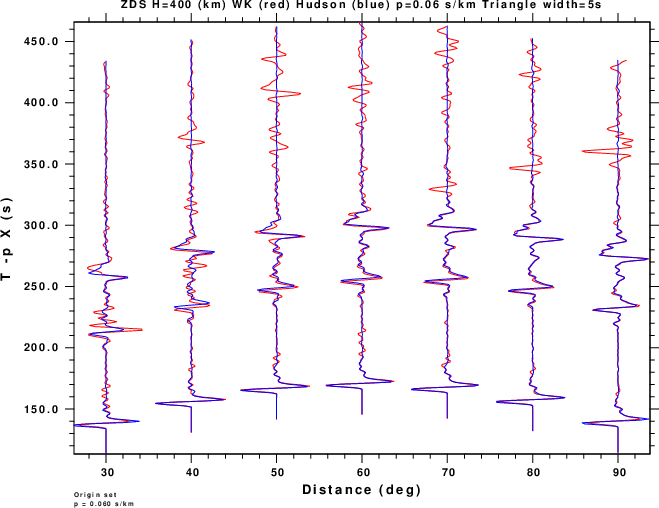 ZDS H=400 (km) WK (red) Hudson (blue) p=0.06 s/km Triangle width=5s
450.0
400.0
350.0
300.0
250.0
200.0
150.0
T -p X (s)
30 40 50 60 70 80 90
Distance (deg)
Origin set
p = 0.060 s/km